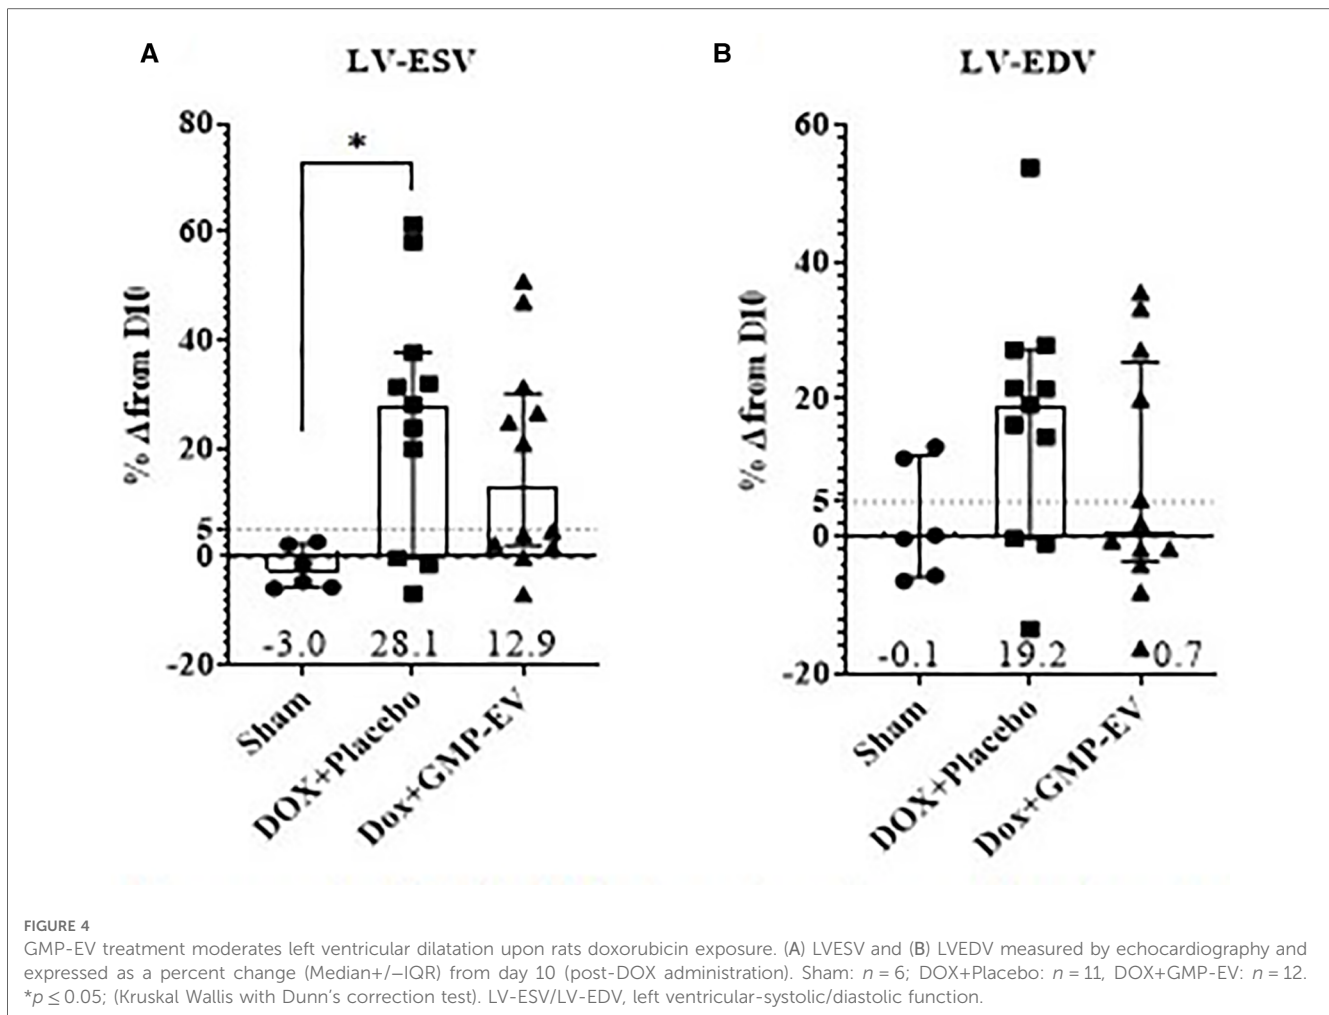 A
LV-ESV
80
60
40
20
5
0
-20
% Δfrom D10
*
-3.0
28.1
12.9
Sham
DOX+Placebo
Dox+GMP-EV
B
LV-EDV
60
40
20
5
0
-20
% Δfrom D10
-0.1
19.2
0.7
Sham
DOX+Placebo
Dox+GMP-EV
FIGURE 4
GMP-EV treatment moderates left ventricular dilatation upon rats doxorubicin exposure. (A) LVESV and (B) LVEDV measured by echocardiography and
expressed as a percent change (Median+/−IQR) from day 10 (post-DOX administration). Sham: n = 6; DOX+Placebo: n = 11, DOX+GMP-EV: n = 12.
*p ≤ 0.05; (Kruskal Wallis with Dunn's correction test). LV-ESV/LV-EDV, left ventricular-systolic/diastolic function.